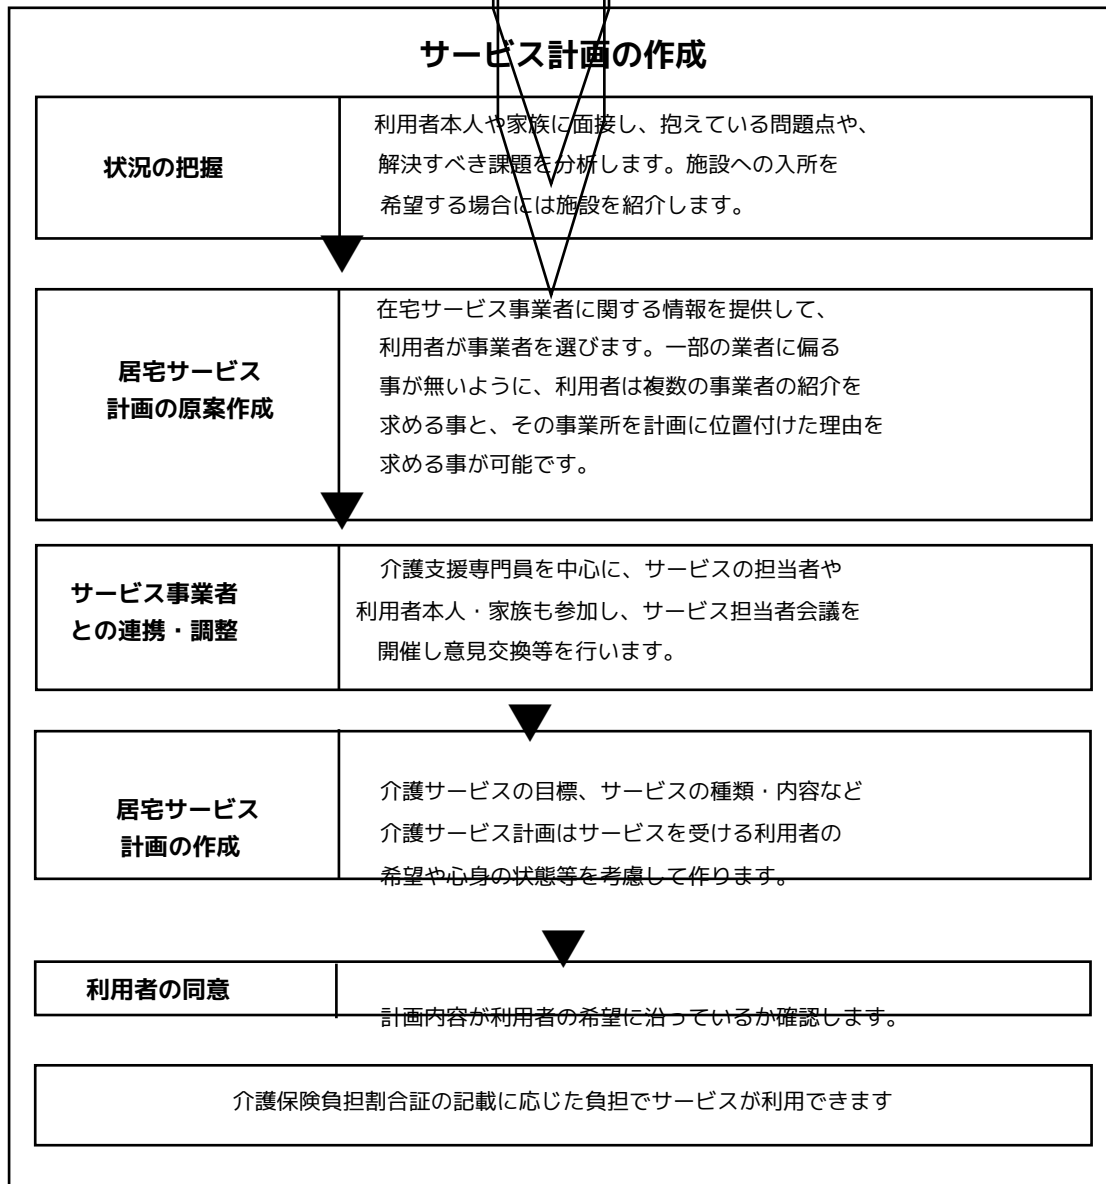 サービス計画の作成
状況の把握
利用者本人や家族に面接し、抱えている問題点や、
解決すべき課題を分析します。施設への入所を
希望する場合には施設を紹介します。
居宅サービス
計画の原案作成
在宅サービス事業者に関する情報を提供して、
利用者が事業者を選びます。一部の業者に偏る
事が無いように、利用者は複数の事業者の紹介を
求める事と、その事業所を計画に位置付けた理由を
求める事が可能です。
サービス事業者
との連携・調整
介護支援専門員を中心に、サービスの担当者や
利用者本人・家族も参加し、サービス担当者会議を
開催し意見交換等を行います。
居宅サービス
計画の作成
介護サービスの目標、サービスの種類・内容など
介護サービス計画はサービスを受ける利用者の
希望や心身の状態等を考慮して作ります。
利用者の同意
計画内容が利用者の希望に沿っているか確認します。
介護保険負担割合証の記載に応じた負担でサービスが利用できます